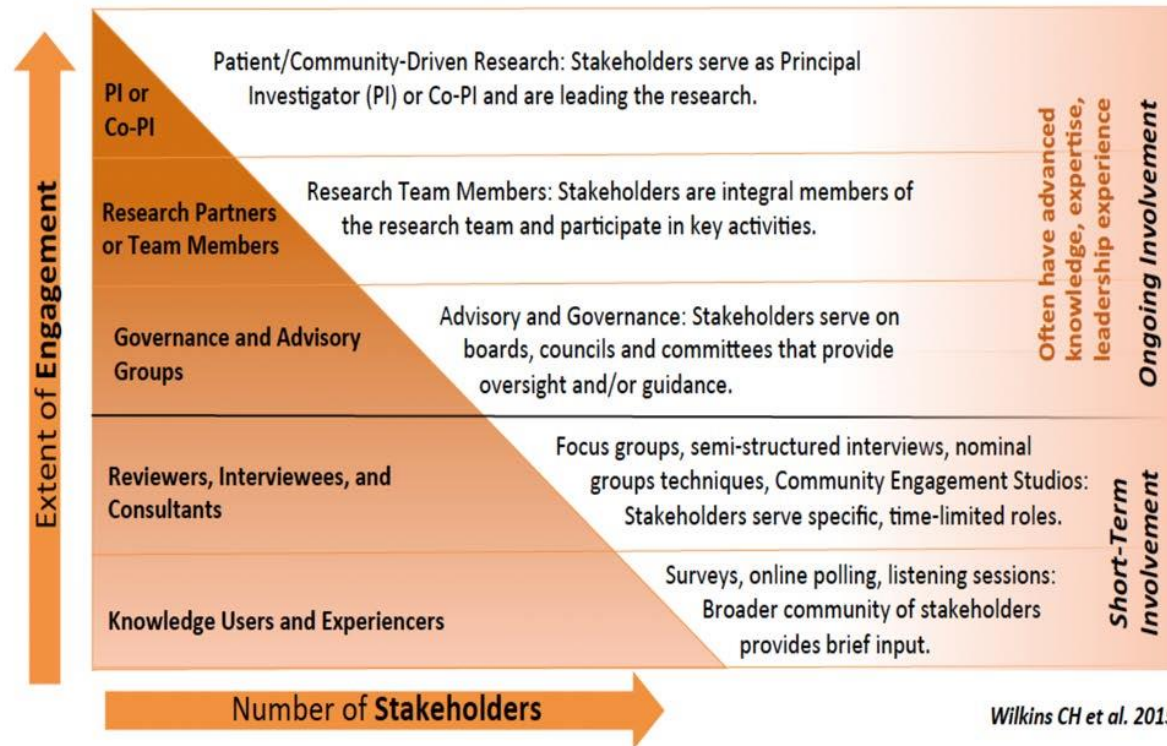 Extent of Engagement
PI or
Co-PI
Patient/Community-Driven Research: Stakeholders serve as Principal
Investigator (PI) or Co-PI and are leading the research.
Research Partners
or Team Members
Research Team Members: Stakeholders are integral members of
the research team and participate in key activities.
Governance and Advisory
Groups
Advisory and Governance: Stakeholders serve on
boards, councils and committees that provide
oversight and/or guidance.
Often have advanced
knowledge, expertise,
leadership experience
Ongoing Involvement
Reviewers, Interviewees, and
Consultants
Focus groups, semi-structured interviews, nominal
groups techniques, Community Engagement Studios:
Stakeholders serve specific, time-limited roles.
Knowledge Users and Experiencers
Surveys, online polling, listening sessions:
Broader community of stakeholders
provides brief input.
Short-Term
Involvement
Number of Stakeholders
Wilkins CH et al.